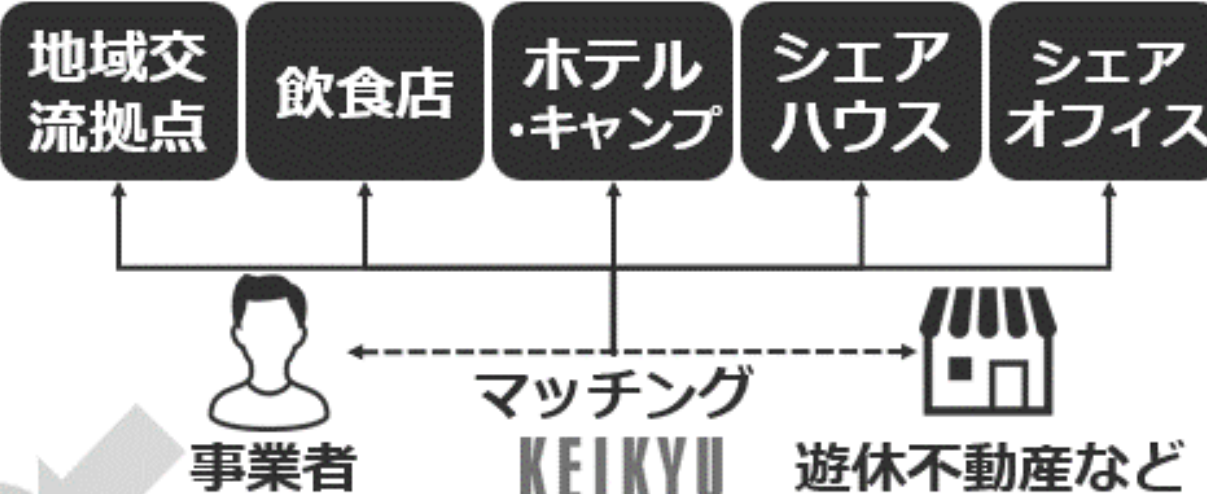 地域交
流拠点
飲食店
ホテル
・キャンプ
シェア
ハウス
シェア
オフィス
マッチング
事業者
KEIKYU
遊休不動産など